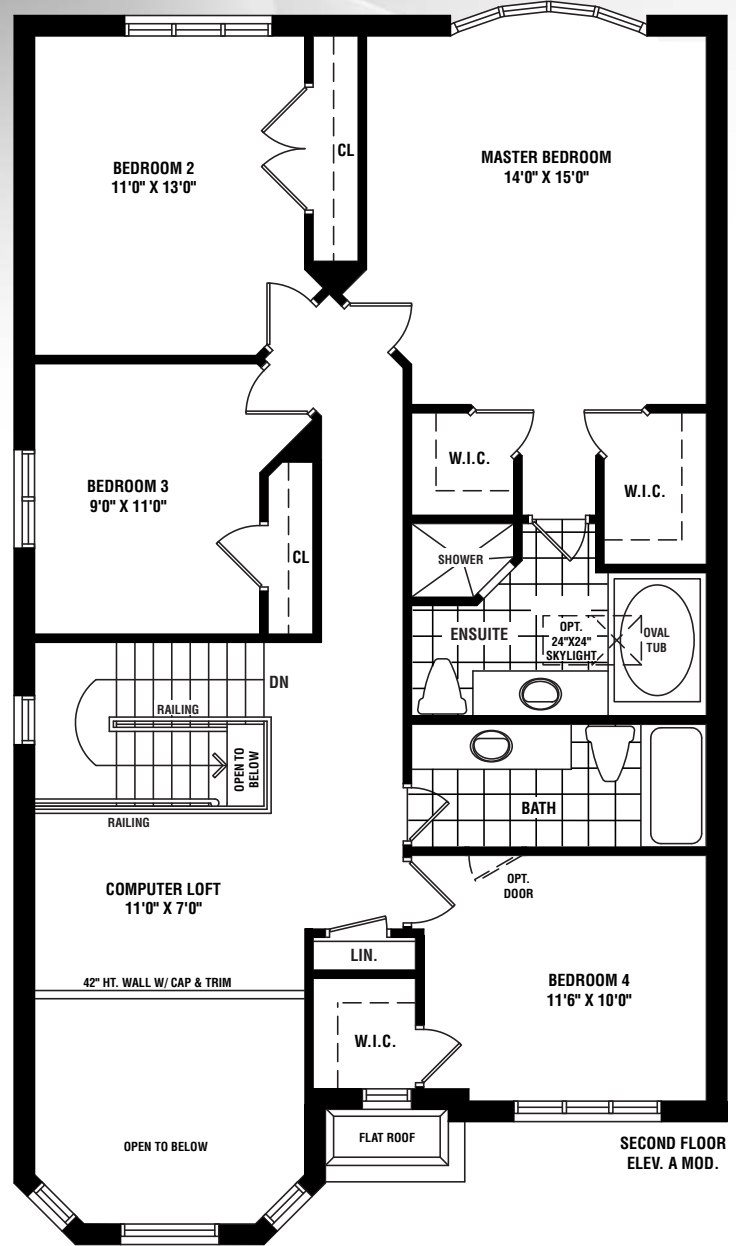 BEDROOM 2
11'0" X 13'0"
CL
MASTER BEDROOM
14'0" X 15'0"
BEDROOM 3
9'0" X 11'0"
CL
W.I.C.
W.I.C.
SHOWER
ENSUITE
OPT.
24"X24"
SKYLIGHT
OVAL
TUB
DN
RAILING
OPEN TO
BELOW
RAILING
BATH
COMPUTER LOFT
11'0" X 7'0"
OPT.
DOOR
LIN.
42" HT. WALL W/ CAP & TRIM
BEDROOM 4
11'6" X 10'0"
W.I.C.
OPEN TO BELOW
FLAT ROOF
SECOND FLOOR
ELEV. A MOD.